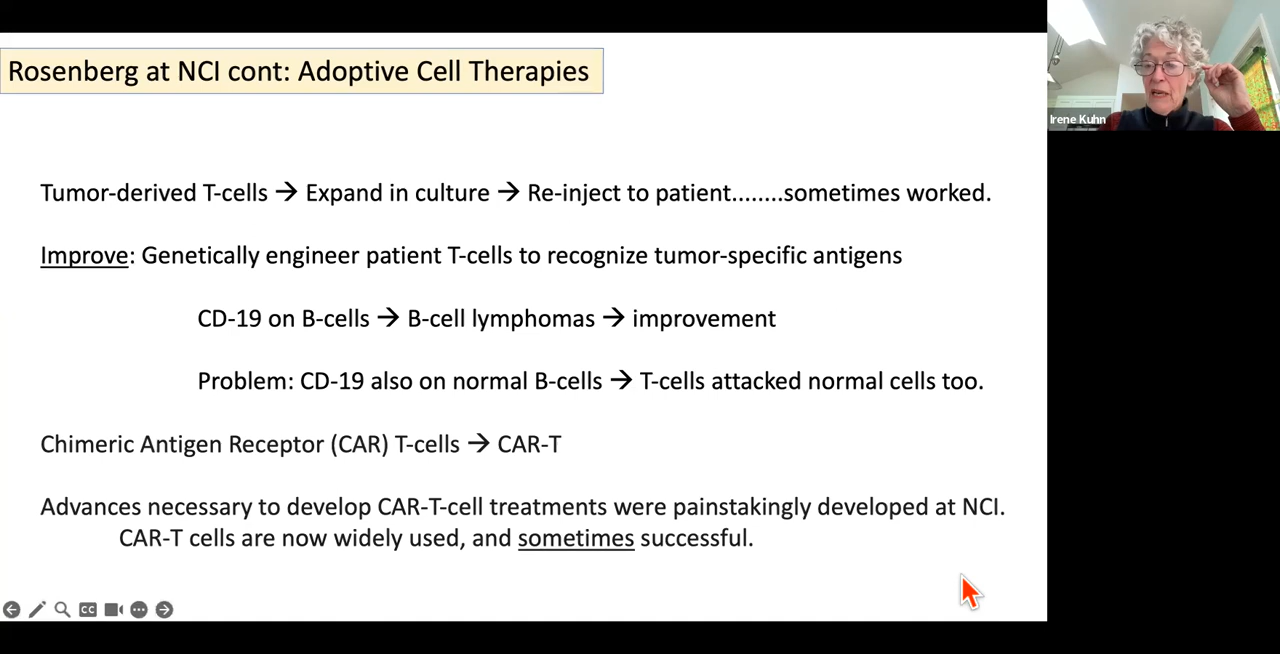 Rosenberg at NCI cont: Adoptive Cell Therapies
Irene Kuhn
Tumor-derived T-cells → Expand in culture → Re-inject to patient........sometimes worked.
Improve: Genetically engineer patient T-cells to recognize tumor-specific antigens
CD-19 on B-cells → B-cell lymphomas → improvement
Problem: CD-19 also on normal B-cells → T-cells attacked normal cells too.
Chimeric Antigen Receptor (CAR) T-cells → CAR-T
Advances necessary to develop CAR-T-cell treatments were painstakingly developed at NCI.
CAR-T cells are now widely used, and sometimes successful.
CC